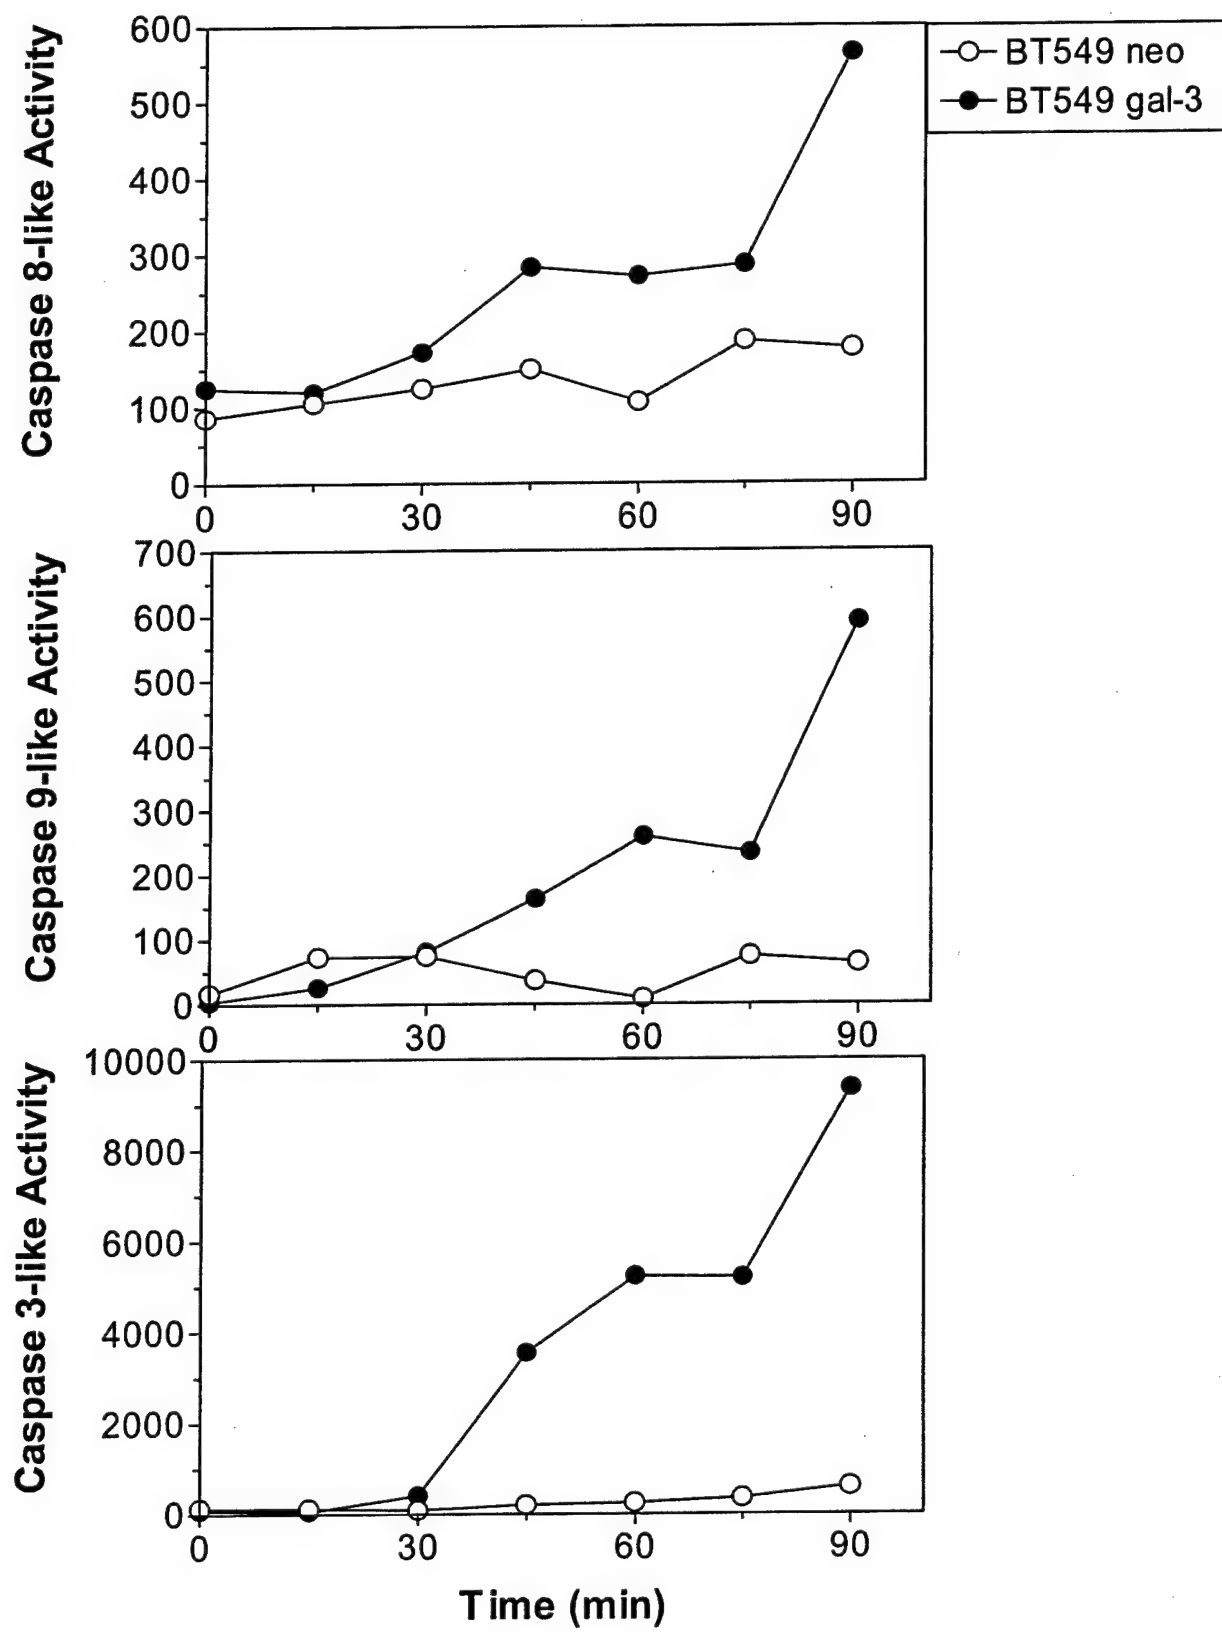 BT549 neo
BT549 gal-3
Caspase 8-like Activity
600
500
400
300
200
100
0
0 30 60 90
Caspase 9-like Activity
700
600
500
400
300
200
100
0
0 30 60 90
Caspase 3-like Activity
10000
8000
6000
4000
2000
0
0 30 60 90
Time (min)